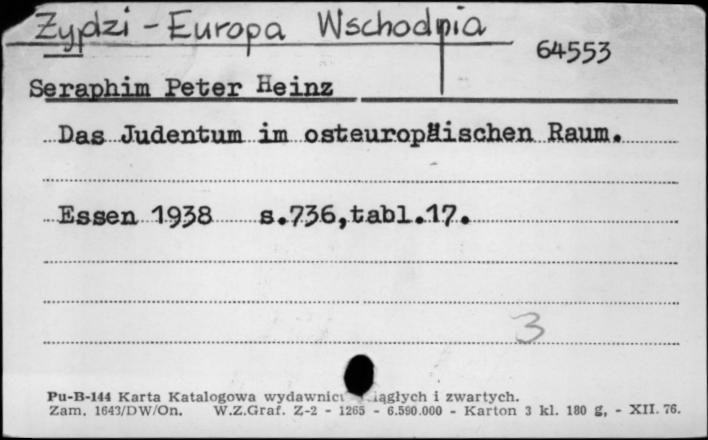 Żydzi - Europa Wschodnia
64553
Seraphim Peter Heinz
Das Judentum im osteuropäischen Raum.
Essen 1938 s.736,tabl.17.
3
Pu-B-144 Karta Katalogowa i zwartych.
Zam. 1643/DW/On. W.Z.Graf. Z-2 - 1265 - 6.590.000 - Karton 3 kl. 180 g, - XII. 76.